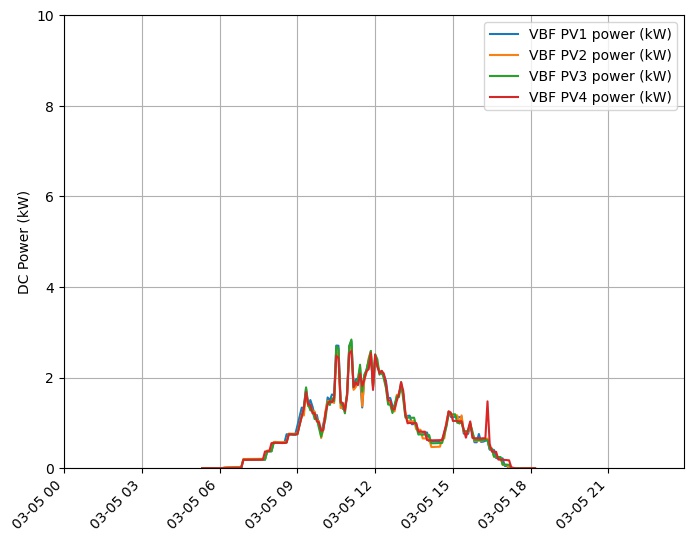 10
8
6
4
2
0
DC Power (kW)
VBF PV1 power (kW)
VBF PV2 power (kW)
VBF PV3 power (kW)
VBF PV4 power (kW)
03-05 00
03-05 03
03-05 06
03-05 09
03-05 12
03-05 15
03-05 18
03-05 21